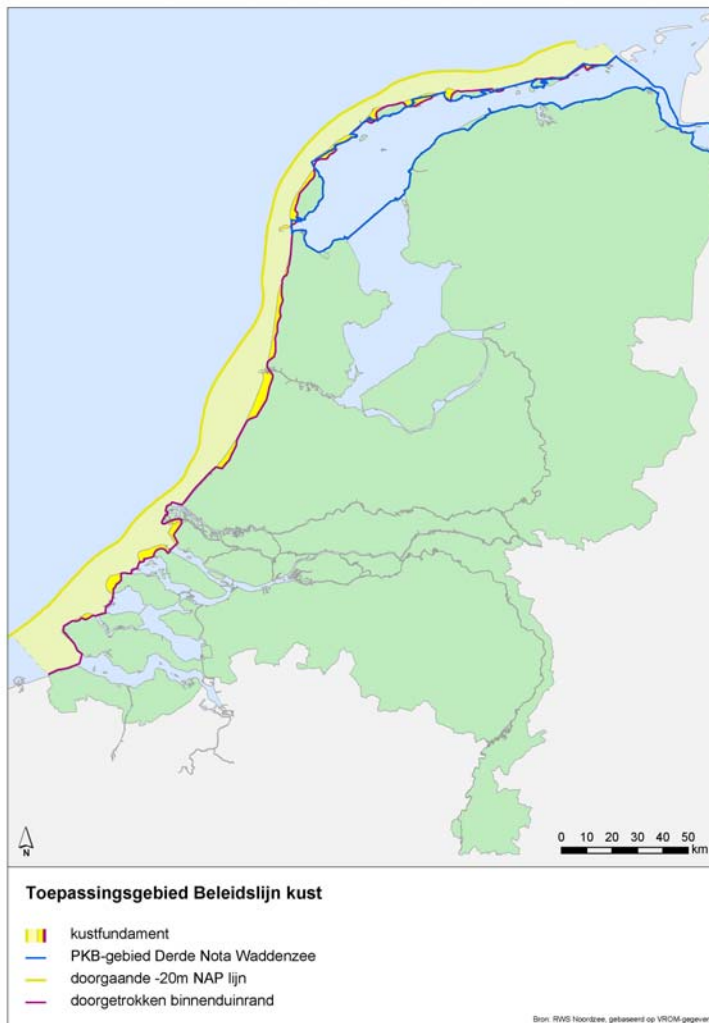 N
0 10 20 30 40 50
km
Toepassingsgebied Beleidslijn kust
kustfundament
PKB-gebied Derde Nota Waddenzee
doorgaande -20m NAP lijn
doorgetrokken binnenduinrand
Bron: RWS Noordzee, gebaseerd op VROM-gegevens